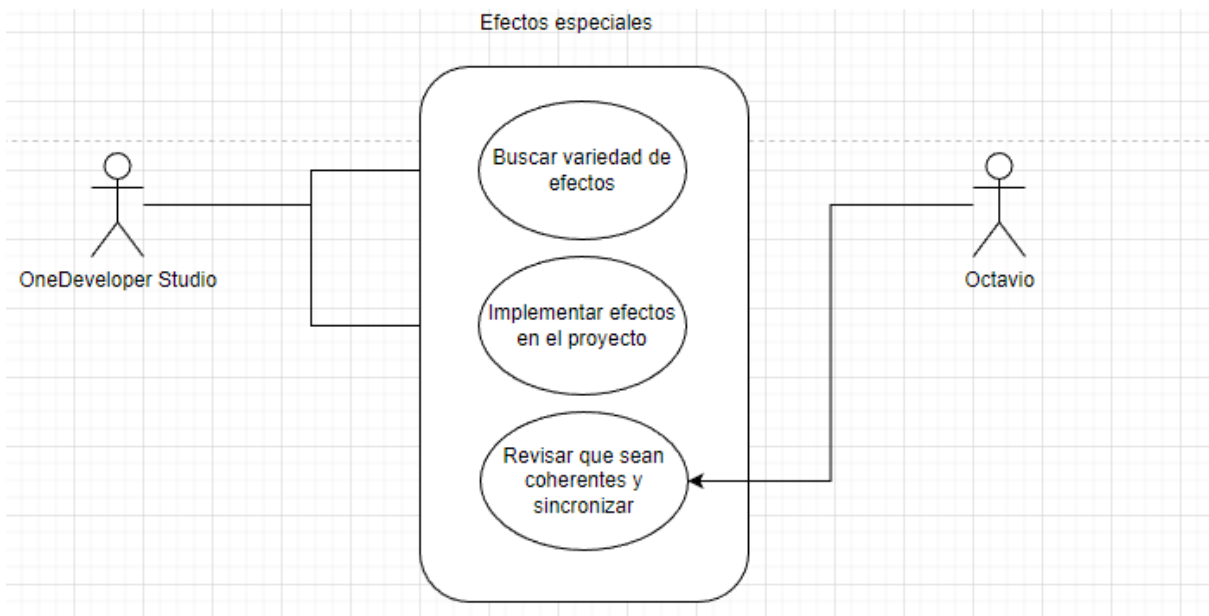 Efectos especiales
Buscar variedad de
efectos
OneDeveloper Studio
Octavio
Implementar efectos
en el proyecto
Revisar que sean
coherentes y
sincronizar